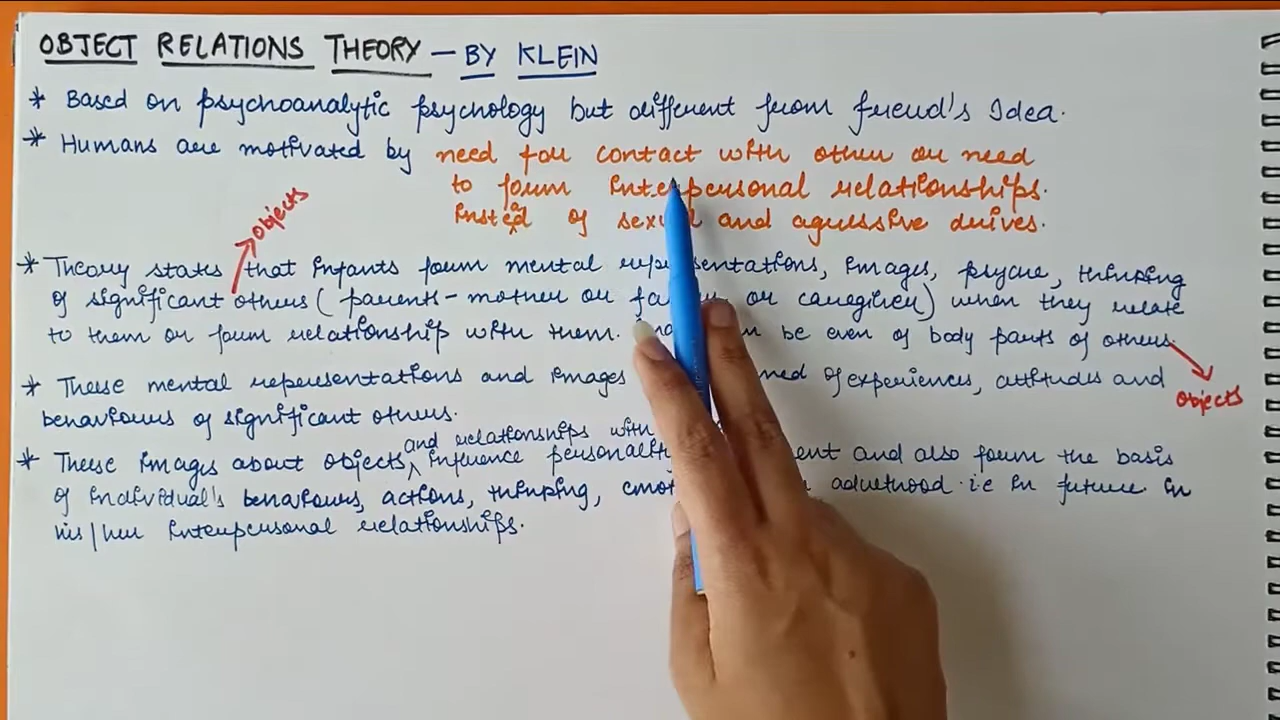 OBJECT RELATIONS THEORY - BY KLEIN
* Based on psychoanalytic psychology but different from freud's Idea.
* Humans are motivated by need for contact with other or need
to form interpersonal relationships.
Instead of sexual and agressive drives.
objects
* Theory states that infants form mental representations, images, psyche, thinking
of significant others ( parents - mother or or caregiver) when they relate
to them or form relationship with them. be even of body parts of others.
objects
* These mental representations and images of experiences, attitudes and
behaviours of significant others.
and relationships with
* These images about objects influence and also form the basis
of individual's behaviours, actions, thinking, adulthood i.e in future in
his/her interpersonal relationships.